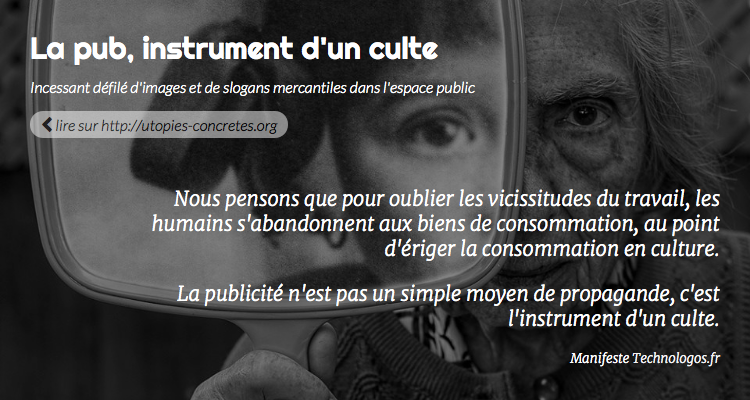 La pub, instrument d'un culte
Incessant défilé d'images et de slogans mercantiles dans l'espace public
lire sur http://utopies-concretes.org
Nous pensons que pour oublier les vicissitudes du travail, les
humains s'abandonnent aux biens de consommation, au point
d'ériger la consommation en culture.
La publicité n'est pas un simple moyen de propagande, c'est
l'instrument d'un culte.
Manifeste Technologos.fr